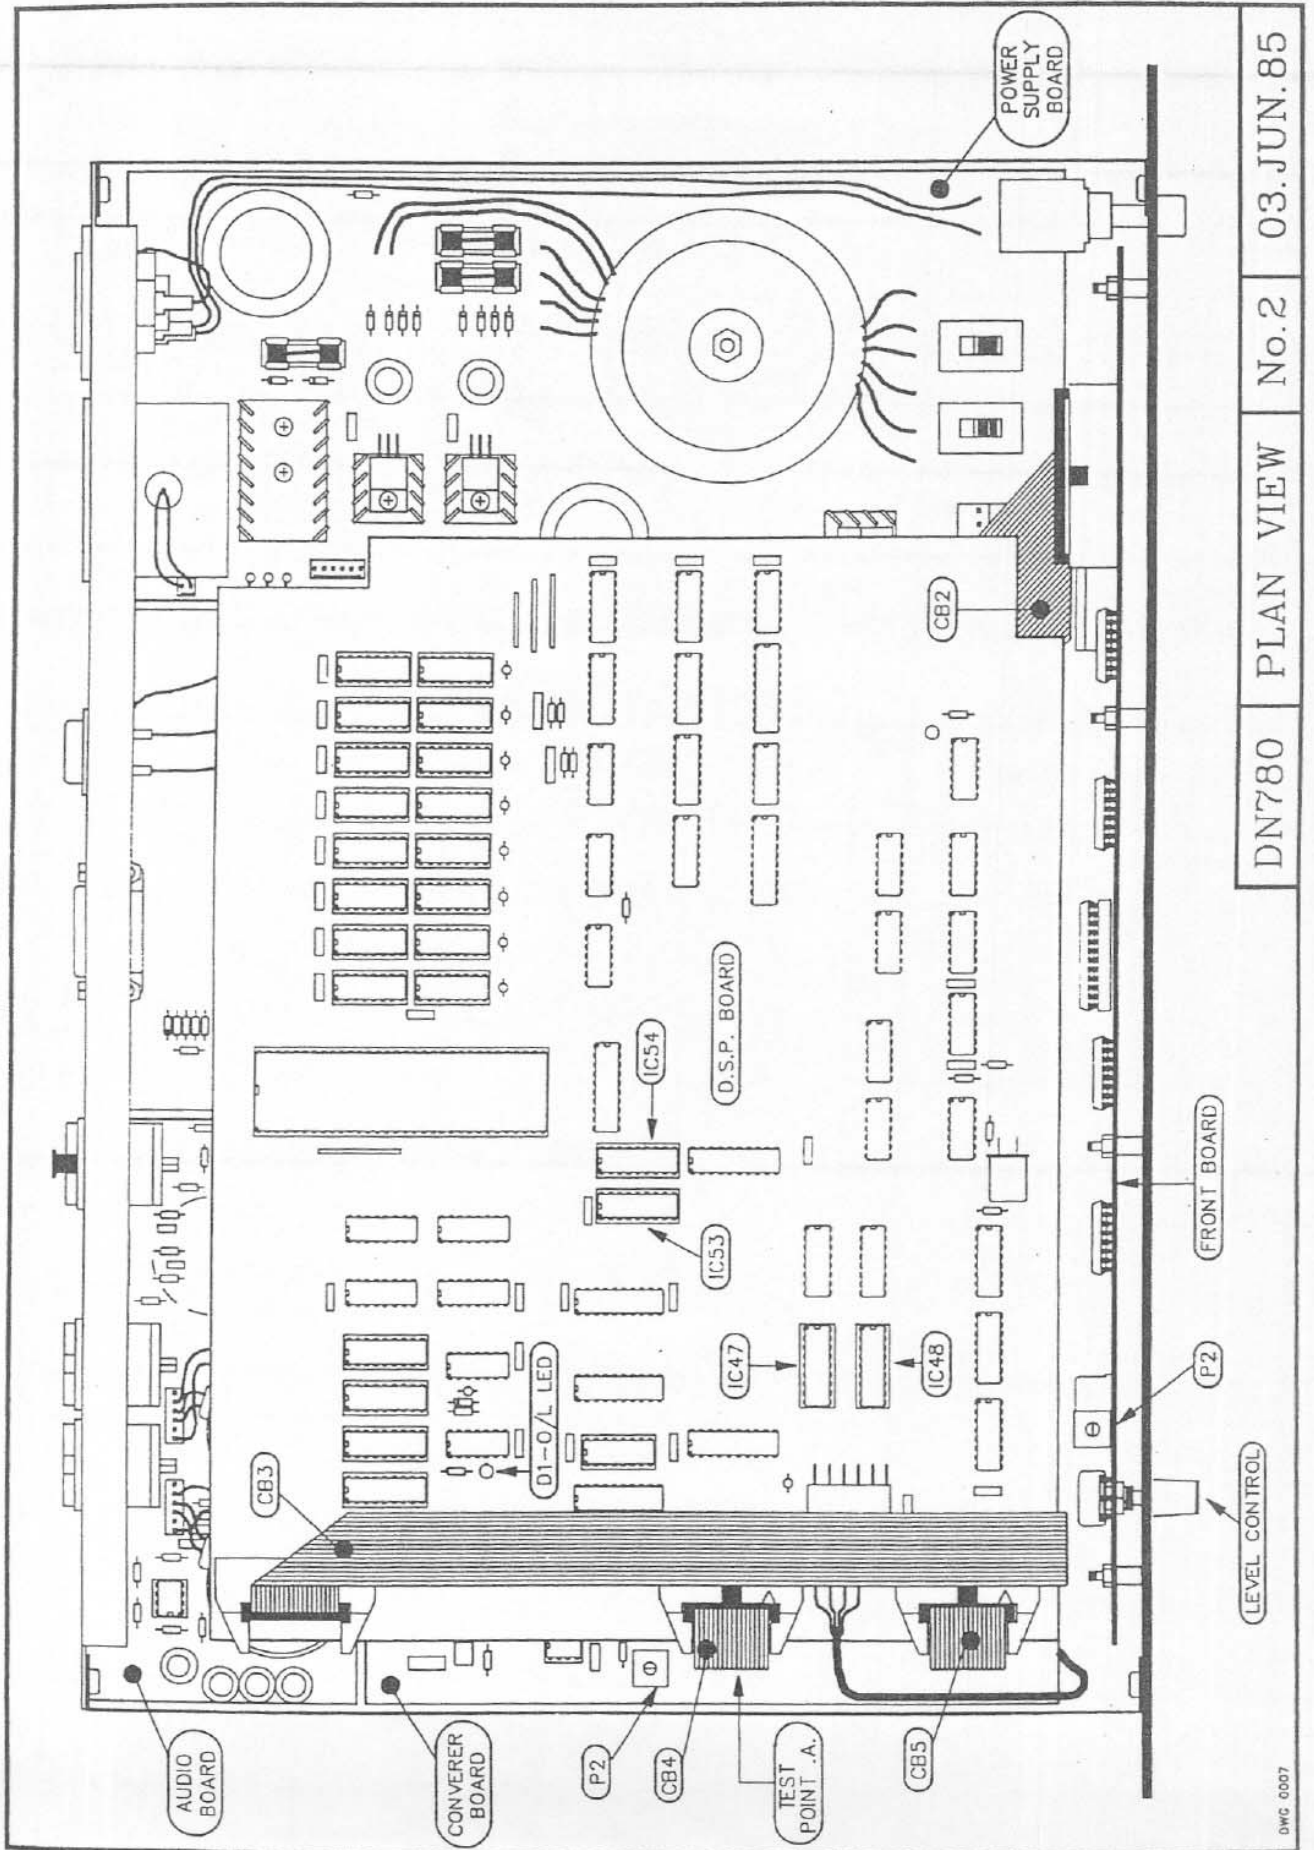 POWER
SUPPLY
BOARD
CB2
D.S.P. BOARD
IC54
IC53
IC47
IC48
D1-O/L LED
CB3
FRONT BOARD
P2
LEVEL CONTROL
AUDIO
BOARD
CONVERER
BOARD
P2
CB4
TEST
POINT .A.
CB5
DN780
PLAN VIEW
No.2
03.JUN.85
DWG 0007